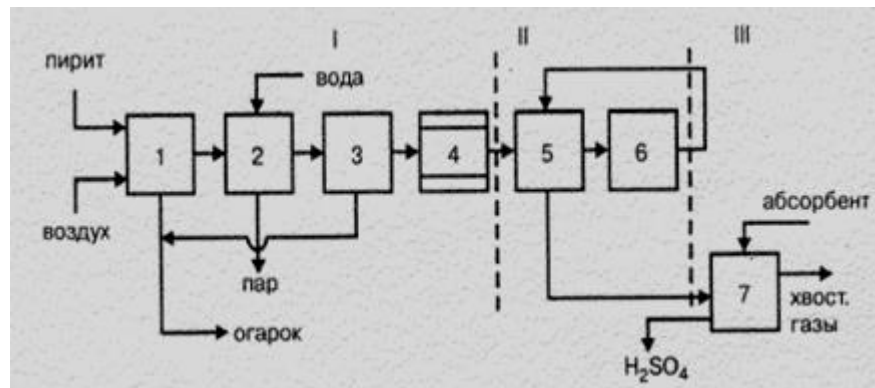 I
II
III
пирит
вода
1
2
3
4
5
6
воздух
абсорбент
пар
7
хвост.
газы
огарок
H₂SO₄